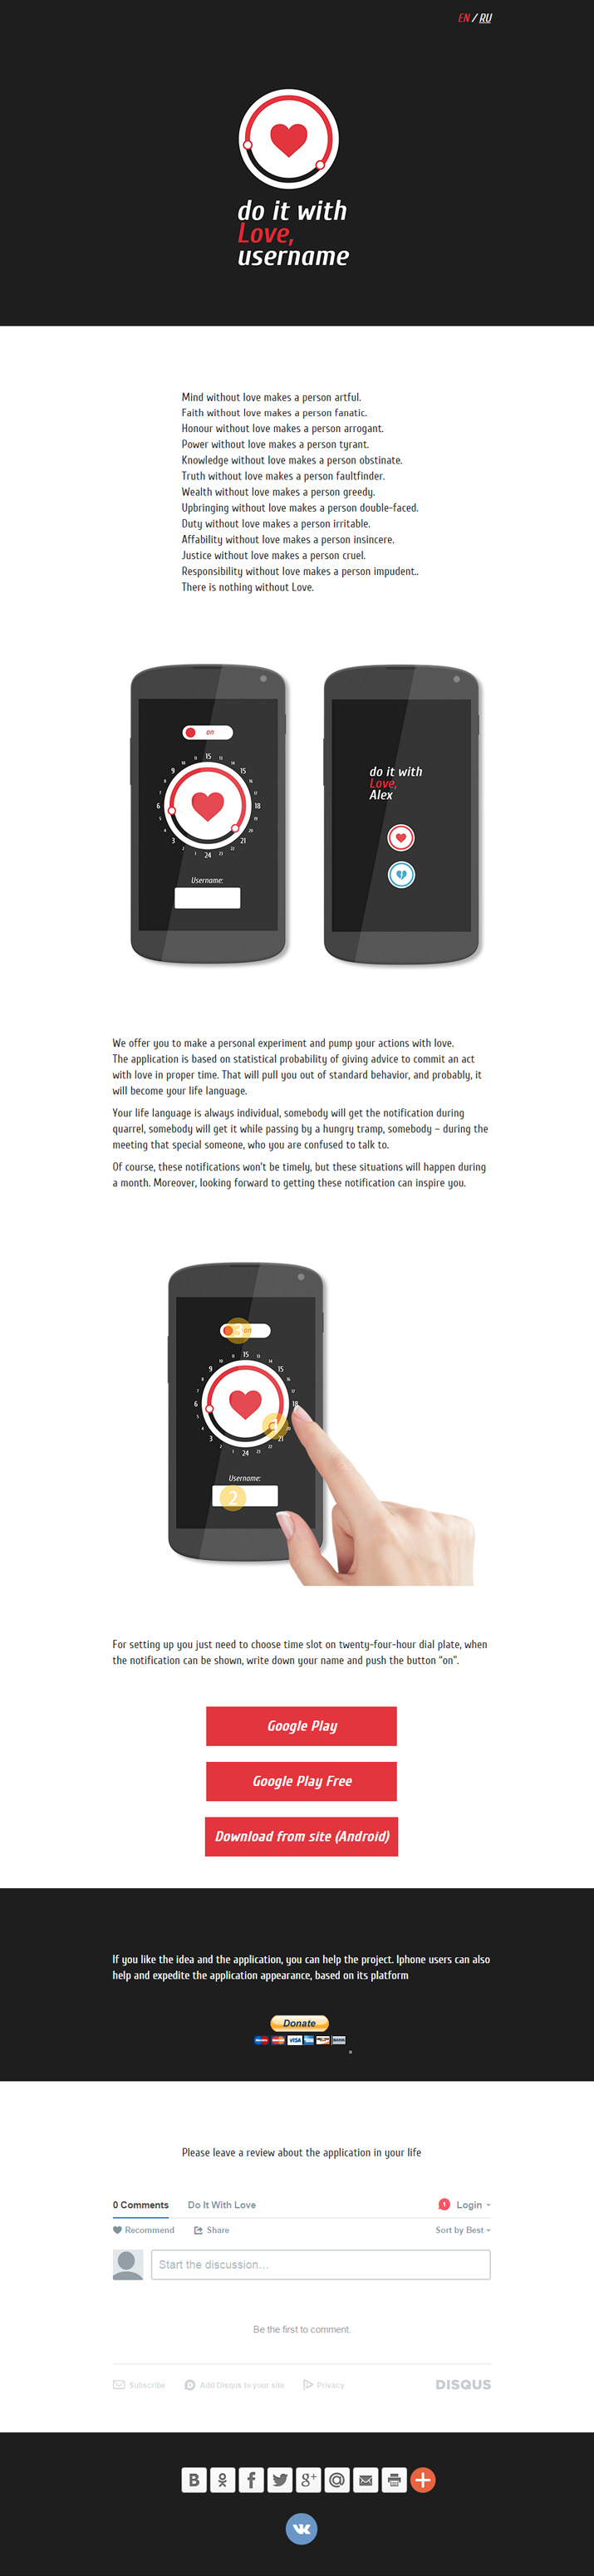 EN / RU
do it with
Love,
username
Mind without love makes a person artful.
Faith without love makes a person fanatic.
Honour without love makes a person arrogant.
Power without love makes a person tyrant.
Knowledge without love makes a person obstinate.
Truth without love makes a person faultfinder.
Wealth without love makes a person greedy.
Upbringing without love makes a person double-faced.
Duty without love makes a person irritable.
Affability without love makes a person insincere.
Justice without love makes a person cruel.
Responsibility without love makes a person impudent..
There is nothing without Love.
on
15
9 15
6 18
3 21
24
Username:
do it with
Love,
Alex
We offer you to make a personal experiment and pump your actions with love.
The application is based on statistical probability of giving advice to commit an act
with love in proper time. That will pull you out of standard behavior, and probably, it
will become your life language.
Your life language is always individual, somebody will get the notification during
quarrel, somebody will get it while passing by a hungry tramp, somebody – during the
meeting that special someone, who you are confused to talk to.
Of course, these notifications won't be timely, but these situations will happen during
a month. Moreover, looking forward to getting these notification can inspire you.
3 on
15
9 15
6 18
1
3 21
24
Username:
2
For setting up you just need to choose time slot on twenty-four-hour dial plate, when
the notification can be shown, write down your name and push the button “on”.
Google Play
Google Play Free
Download from site (Android)
If you like the idea and the application, you can help the project. Iphone users can also
help and expedite the application appearance, based on its platform
Donate
VISA
Please leave a review about the application in your life
0 Comments Do It With Love 1 Login
Recommend Share Sort by Best
Start the discussion…
Be the first to comment.
Subscribe Add Disqus to your site Privacy DISQUS